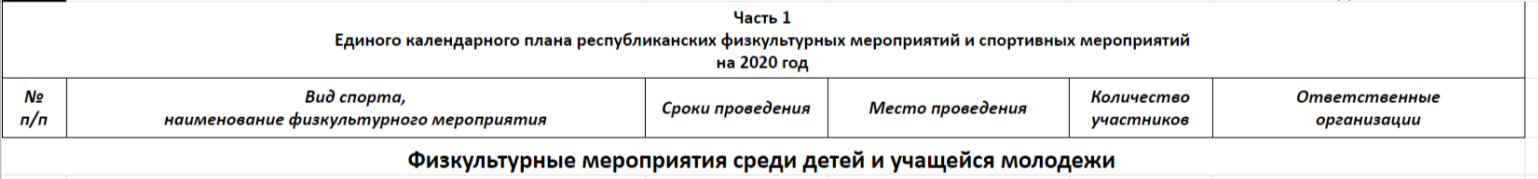 Часть 1
Единого календарного плана республиканских физкультурных мероприятий и спортивных мероприятий
на 2020 год
№
п/п
Вид спорта,
наименование физкультурного мероприятия
Сроки проведения
Место проведения
Количество
участников
Ответственные
организации
Физкультурные мероприятия среди детей и учащейся молодежи